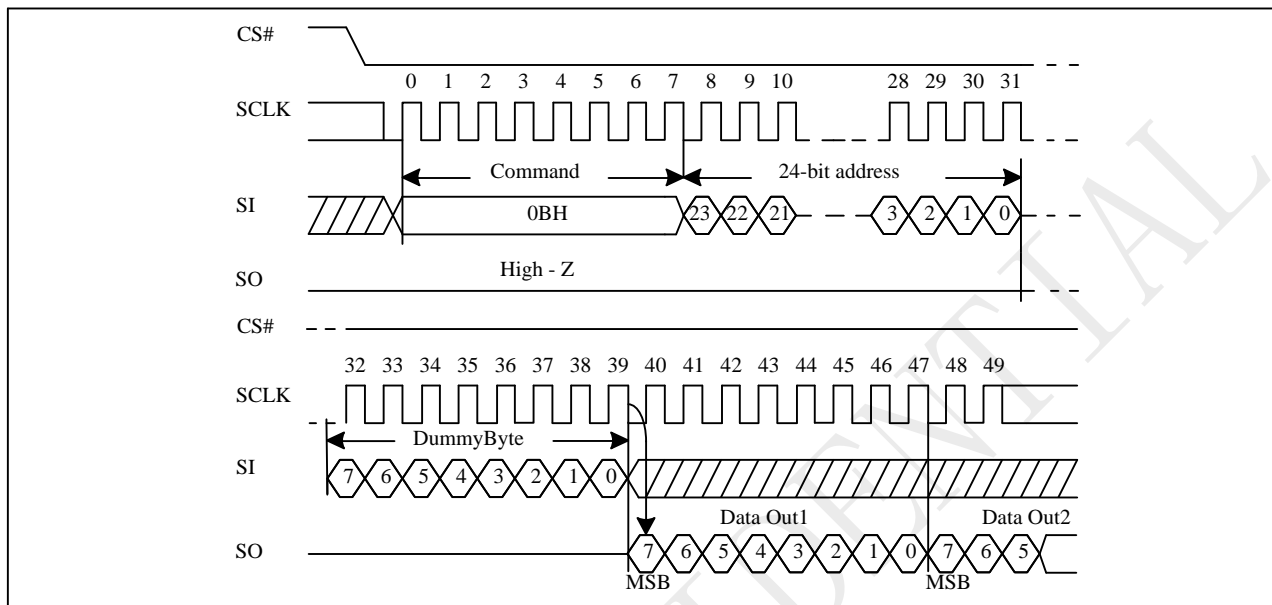 CS#
0 1 2 3 4 5 6 7 8 9 10 28 29 30 31
SCLK
Command 24-bit address
SI 0BH 23 22 21 3 2 1 0
High - Z
SO
CS#
32 33 34 35 36 37 38 39 40 41 42 43 44 45 46 47 48 49
SCLK
DummyByte
SI 7 6 5 4 3 2 1 0
Data Out1 Data Out2
SO 7 6 5 4 3 2 1 0 7 6 5
MSB MSB